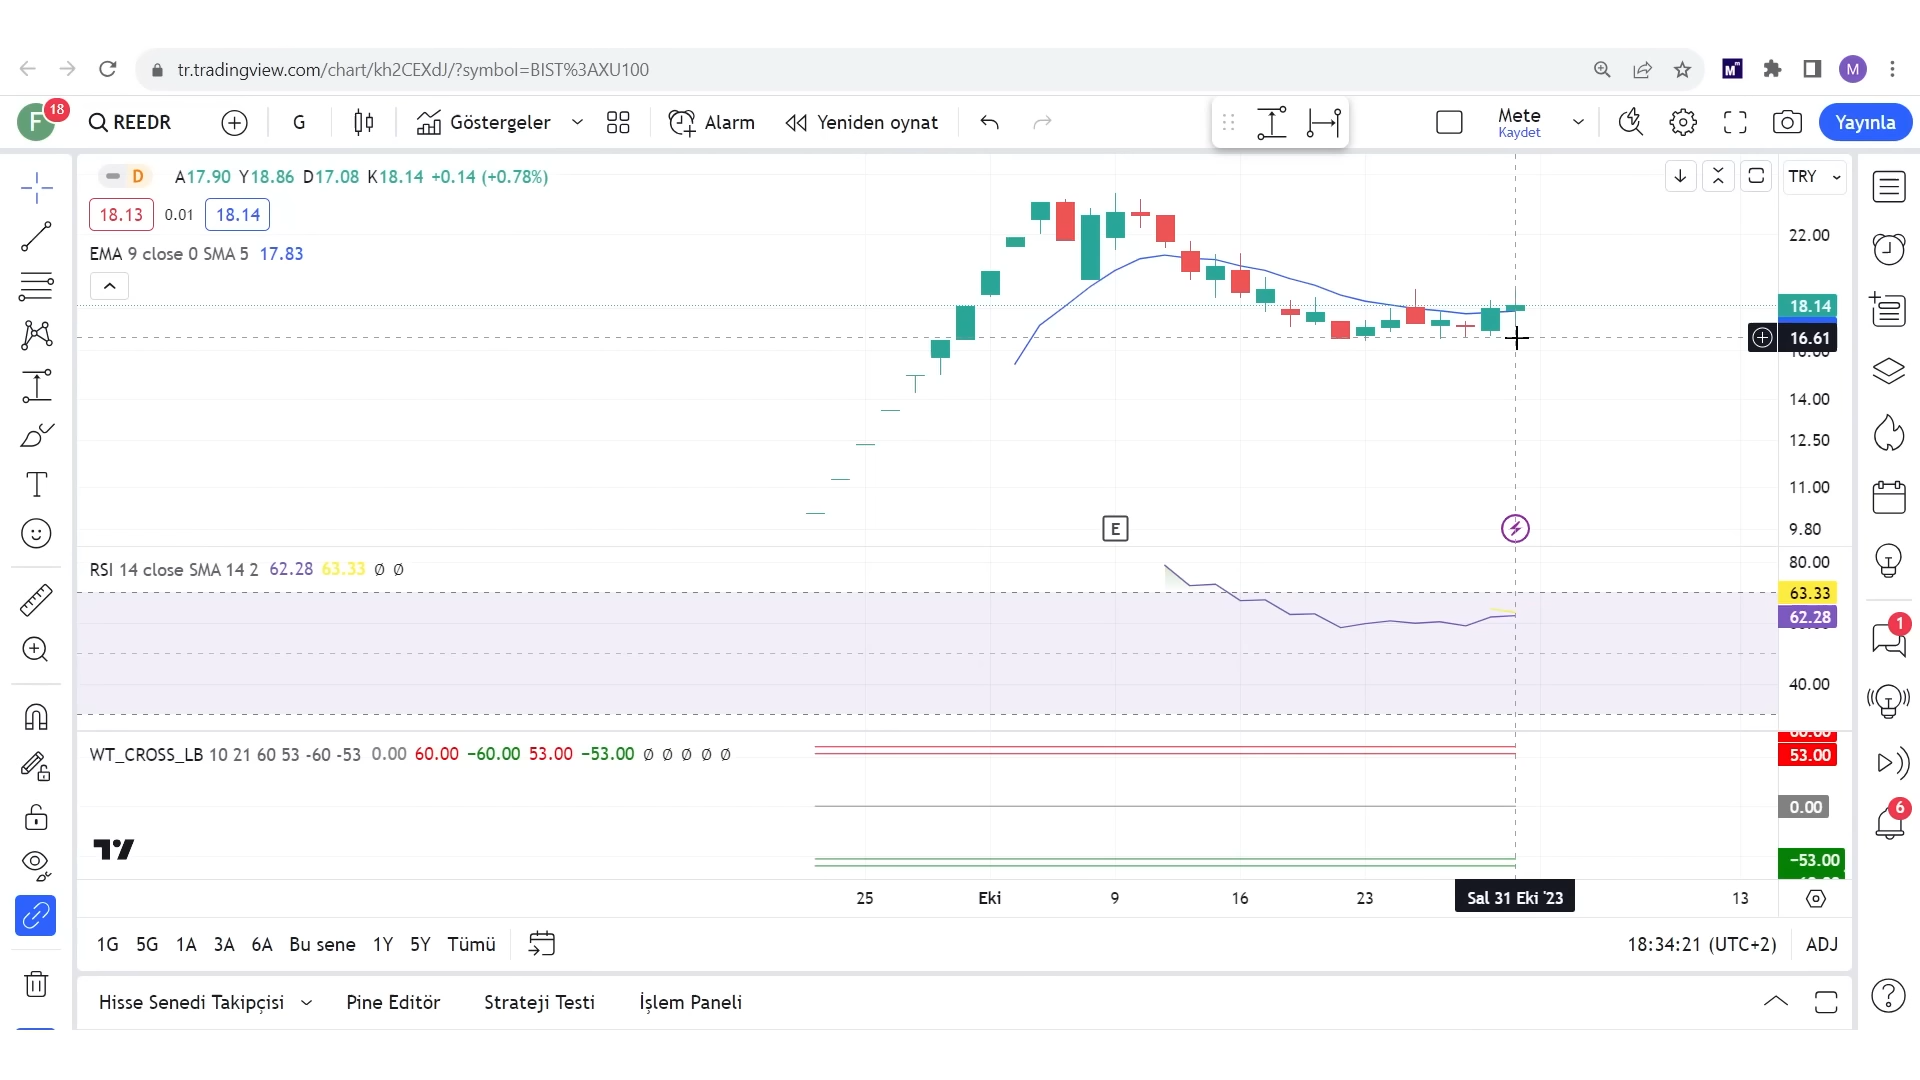 tr.tradingview.com/chart/kh2CEXdJ/?symbol=BIST%3AXU100
M
M
F
18
REEDR
G
Göstergeler
Alarm
Yeniden oynat
Mete
Kaydet
Yayınla
D
A17.90 Y18.86 D17.08 K18.14 +0.14 (+0.78%)
TRY
18.13
0.01
18.14
EMA 9 close 0 SMA 5 17.83
22.00
18.14
16.61
16.00
14.00
12.50
11.00
9.80
E
RSI 14 close SMA 14 2 62.28 63.33 Ø Ø
80.00
63.33
62.28
40.00
1
WT_CROSS_LB 10 21 60 53 -60 -53 0.00 60.00 −60.00 53.00 −53.00 Ø Ø Ø Ø Ø
60.00
53.00
0.00
−53.00
6
25
Eki
9
16
23
Sal 31 Eki '23
13
1G 5G 1A 3A 6A Bu sene 1Y 5Y Tümü
18:34:21 (UTC+2)
ADJ
Hisse Senedi Takipçisi
Pine Editör
Strateji Testi
İşlem Paneli